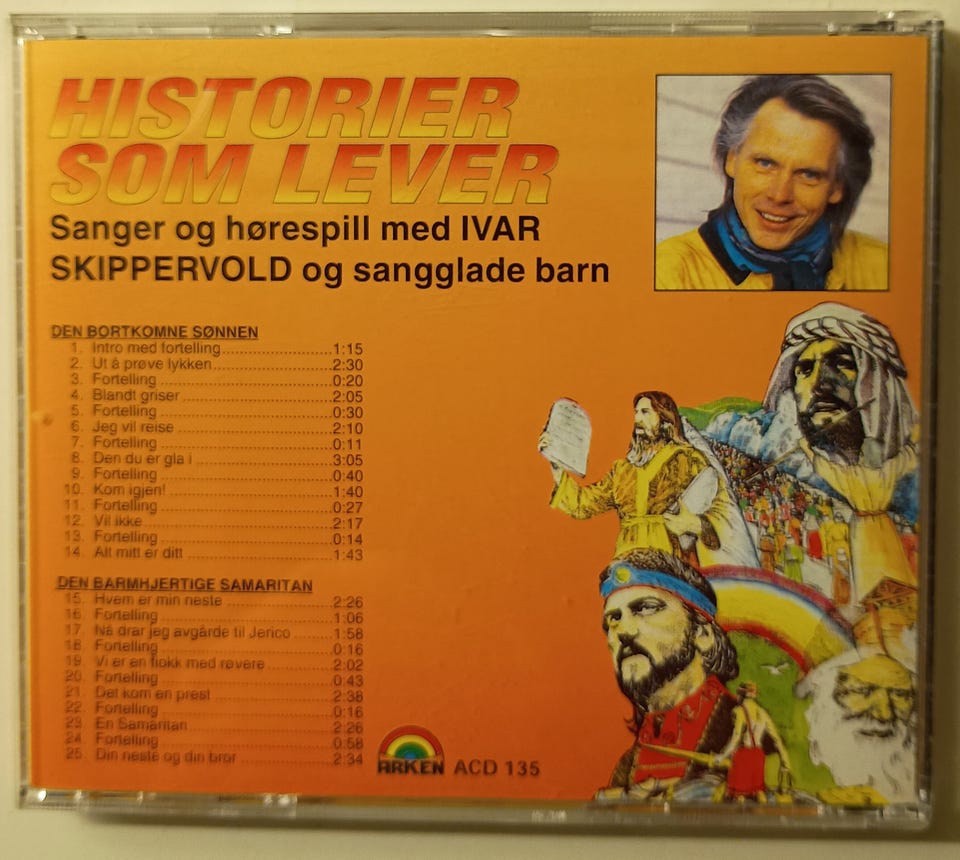 HISTORIER
SOM LEVER
Sanger og hørespill med IVAR
SKIPPERVOLD og sangglade barn
DEN BORTKOMNE SØNNEN
1. Intro med fortelling 1:15
2. Ut å prøve lykken 2:30
3. Fortelling 0:20
4. Blandt griser 2:05
5. Fortelling 0:30
6. Jeg vil reise 2:10
7. Fortelling 0:11
8. Den du er gla i 3:05
9. Fortelling 0:40
10. Kom igjen! 1:40
11. Fortelling 0:27
12. Vil ikke 2:17
13. Fortelling 0:14
14. Alt mitt er ditt 1:43
DEN BARMHJERTIGE SAMARITAN
15. Hvem er min neste 2:26
16. Fortelling 1:06
17. Nå drar jeg avgårde til Jerico 1:58
18. Fortelling 0:16
19. Vi er en flokk med røvere 2:02
20. Fortelling 0:43
21. Det kom en prest 2:38
22. Fortelling 0:16
23. En Samaritan 2:26
24. Fortelling 0:58
25. Din neste og din bror 2:34
ARKEN ACD 135